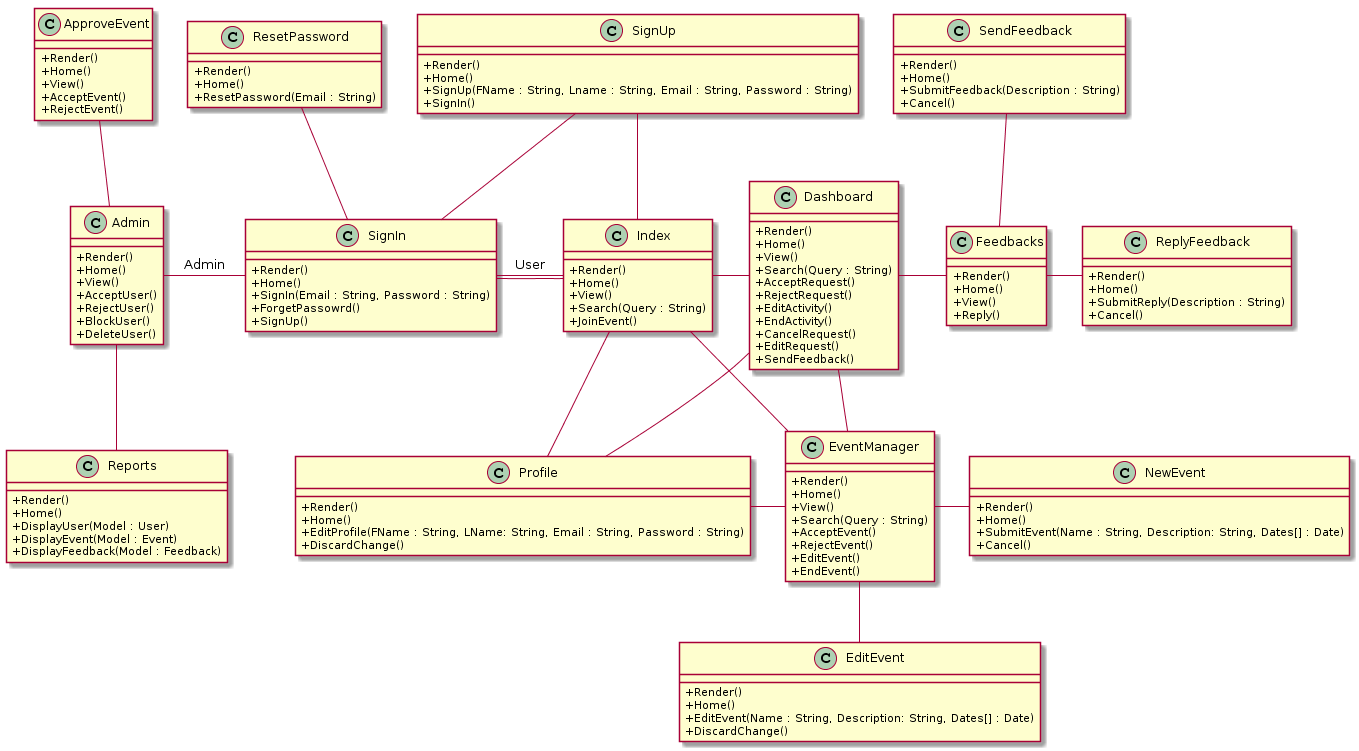 C ApproveEvent
+Render()
+Home()
+View()
+AcceptEvent()
+RejectEvent()
C ResetPassword
+Render()
+Home()
+ResetPassword(Email : String)
C SignUp
+Render()
+Home()
+SignUp(FName : String, Lname : String, Email : String, Password : String)
+SignIn()
C SendFeedback
+Render()
+Home()
+SubmitFeedback(Description : String)
+Cancel()
C Admin
+Render()
+Home()
+View()
+AcceptUser()
+RejectUser()
+BlockUser()
+DeleteUser()
Admin
C SignIn
+Render()
+Home()
+SignIn(Email : String, Password : String)
+ForgetPassowrd()
+SignUp()
User
C Index
+Render()
+Home()
+View()
+Search(Query : String)
+JoinEvent()
C Dashboard
+Render()
+Home()
+View()
+Search(Query : String)
+AcceptRequest()
+RejectRequest()
+EditActivity()
+EndActivity()
+CancelRequest()
+EditRequest()
+SendFeedback()
C Feedbacks
+Render()
+Home()
+View()
+Reply()
C ReplyFeedback
+Render()
+Home()
+SubmitReply(Description : String)
+Cancel()
C Reports
+Render()
+Home()
+DisplayUser(Model : User)
+DisplayEvent(Model : Event)
+DisplayFeedback(Model : Feedback)
C Profile
+Render()
+Home()
+EditProfile(FName : String, LName: String, Email : String, Password : String)
+DiscardChange()
C EventManager
+Render()
+Home()
+View()
+Search(Query : String)
+AcceptEvent()
+RejectEvent()
+EditEvent()
+EndEvent()
C NewEvent
+Render()
+Home()
+SubmitEvent(Name : String, Description: String, Dates[] : Date)
+Cancel()
C EditEvent
+Render()
+Home()
+EditEvent(Name : String, Description: String, Dates[] : Date)
+DiscardChange()